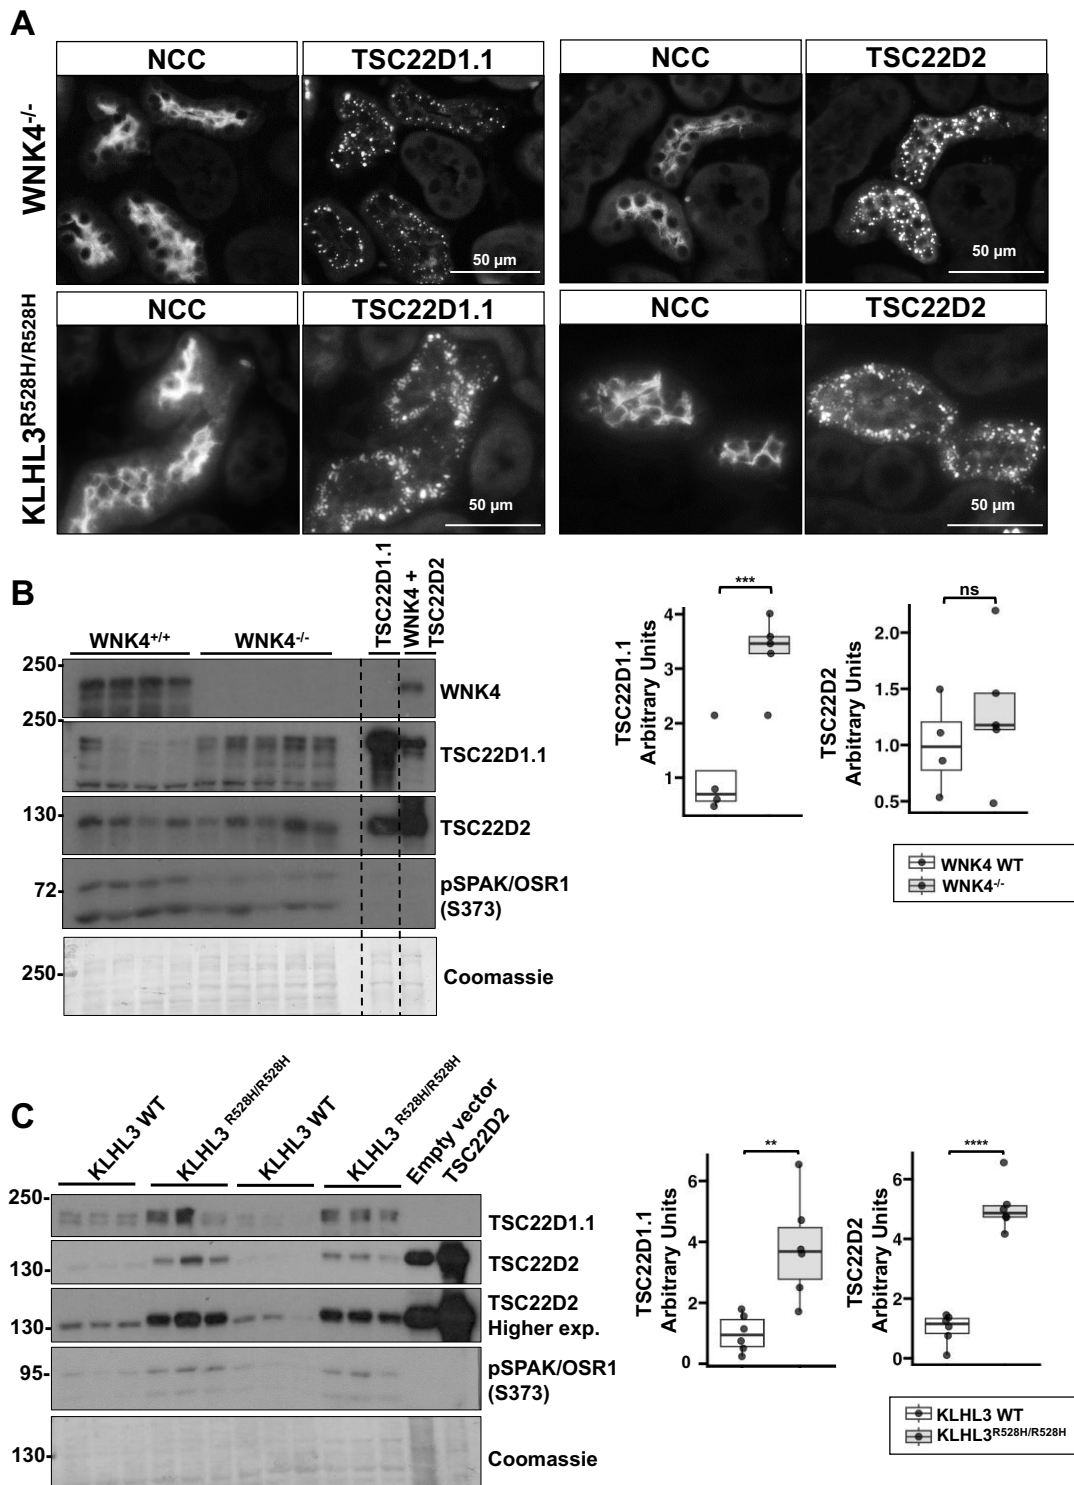 A
NCC
TSC22D1.1
NCC
TSC22D2
WNK4-/-
50 µm
50 µm
NCC
TSC22D1.1
NCC
TSC22D2
KLHL3R528H/R528H
50 µm
50 µm
B
WNK4+/+
WNK4-/-
TSC22D1.1
WNK4 +
TSC22D2
250
WNK4
250
TSC22D1.1
130
TSC22D2
72
pSPAK/OSR1
(S373)
250
Coomassie
TSC22D1.1
Arbitrary Units
4
3
2
1
***
TSC22D2
Arbitrary Units
2.0
1.5
1.0
0.5
ns
WNK4 WT
WNK4-/-
C
KLHL3 WT
KLHL3 R528H/R528H
KLHL3 WT
KLHL3 R528H/R528H
Empty vector
TSC22D2
250
TSC22D1.1
130
TSC22D2
130
TSC22D2
Higher exp.
95
pSPAK/OSR1
(S373)
130
Coomassie
TSC22D1.1
Arbitrary Units
6
4
2
0
**
TSC22D2
Arbitrary Units
6
4
2
0
****
KLHL3 WT
KLHL3R528H/R528H